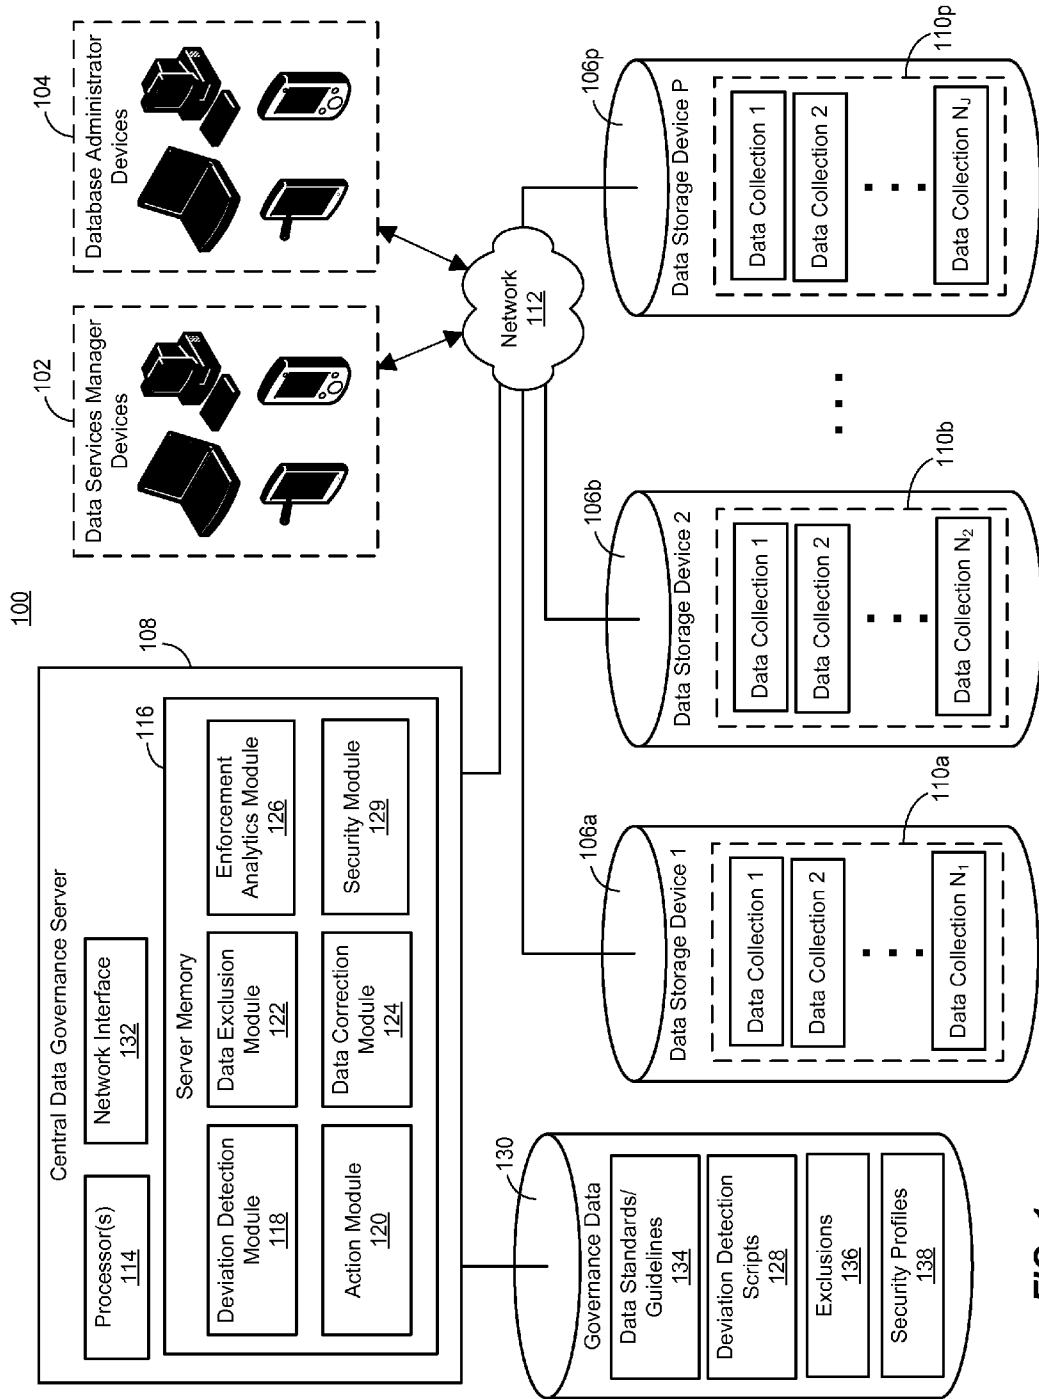 100
Central Data Governance Server
108
Processor(s)
114
Network Interface
132
116
Server Memory
Deviation Detection
Module
118
Data Exclusion
Module
122
Enforcement
Analytics Module
126
Action Module
120
Data Correction
Module
124
Security Module
129
102
Data Services Manager
Devices
104
Database Administrator
Devices
Network
112
130
Governance Data
Data Standards/
Guidelines
134
Deviation Detection
Scripts
128
Exclusions
136
Security Profiles
138
106a
Data Storage Device 1
110a
Data Collection 1
Data Collection 2
Data Collection N1
106b
Data Storage Device 2
110b
Data Collection 1
Data Collection 2
Data Collection N2
106p
Data Storage Device P
110p
Data Collection 1
Data Collection 2
Data Collection NJ